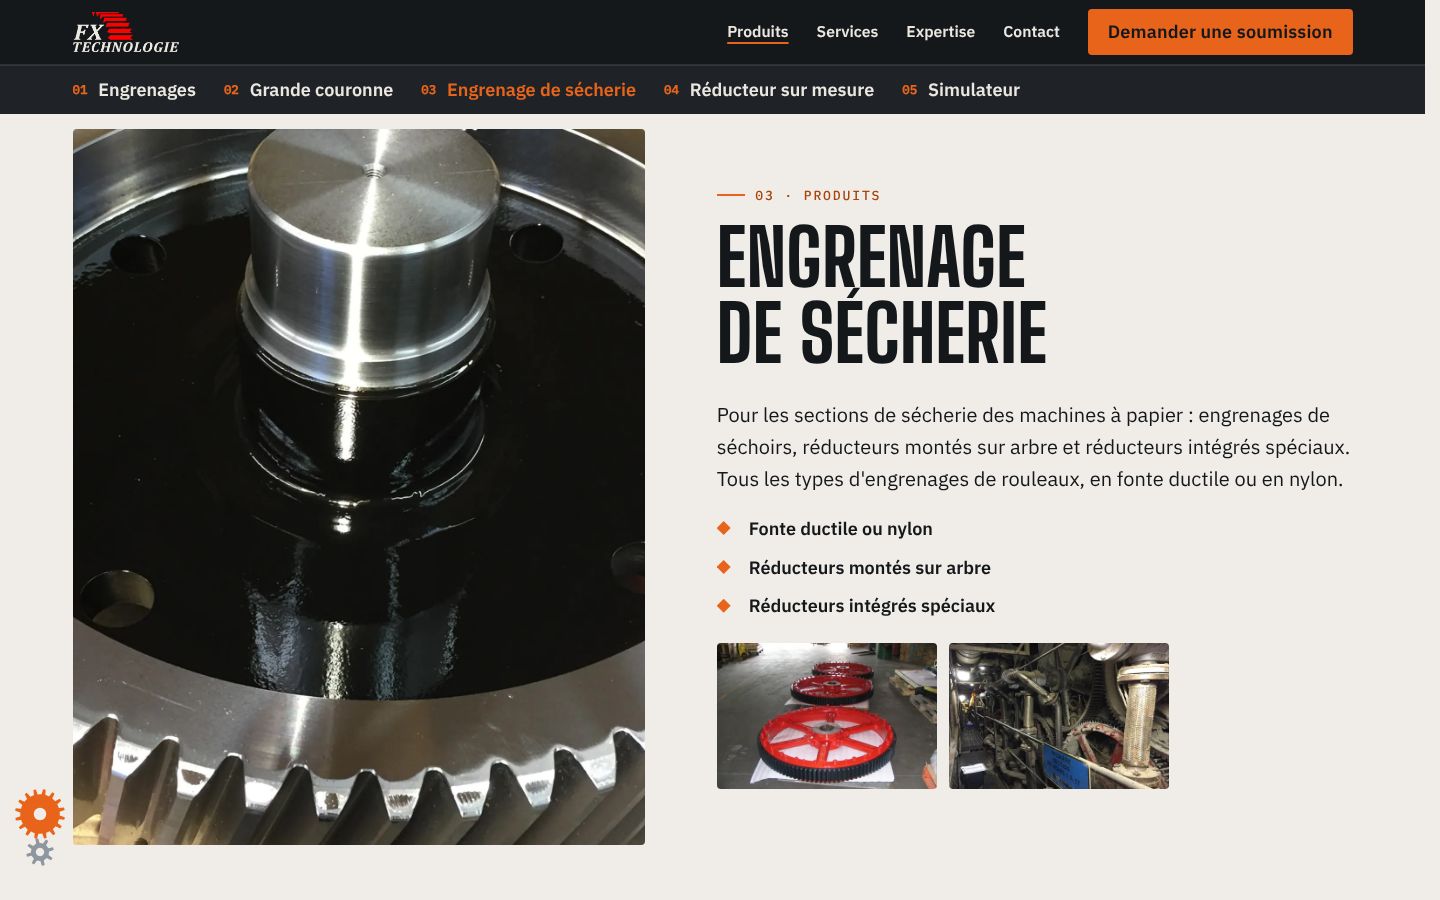 FX
TECHNOLOGIE
Produits
Services
Expertise
Contact
Demander une soumission
01 Engrenages
02 Grande couronne
03 Engrenage de sécherie
04 Réducteur sur mesure
05 Simulateur
03 · PRODUITS
ENGRENAGE
DE SÉCHERIE
Pour les sections de sécherie des machines à papier : engrenages de
séchoirs, réducteurs montés sur arbre et réducteurs intégrés spéciaux.
Tous les types d'engrenages de rouleaux, en fonte ductile ou en nylon.
Fonte ductile ou nylon
Réducteurs montés sur arbre
Réducteurs intégrés spéciaux